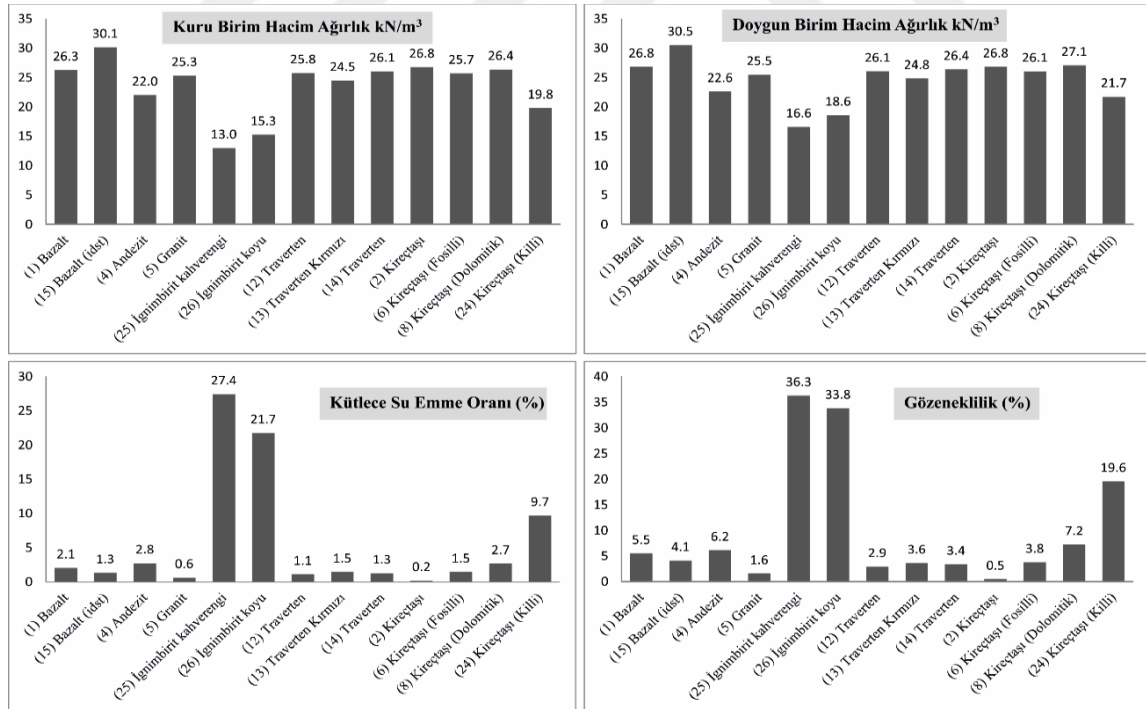 Kuru Birim Hacim Ağırlık kN/m³
35
30
25
20
15
10
5
0
26.3
30.1
22.0
25.3
13.0
15.3
25.8
24.5
26.1
26.8
25.7
26.4
19.8
(1) Bazalt
(15) Bazalt (idst)
(4) Andezit
(5) Granit
(25) İgnimbirit kahverengi
(26) İgnimbirit koyu
(12) Traverten
(13) Traverten Kırmızı
(14) Traverten
(2) Kireçtaşı
(6) Kireçtaşı (Fosilli)
(8) Kireçtaşı (Dolomitik)
(24) Kireçtaşı (Killi)
Doygun Birim Hacim Ağırlık kN/m³
35
30
25
20
15
10
5
0
26.8
30.5
22.6
25.5
16.6
18.6
26.1
24.8
26.4
26.8
26.1
27.1
21.7
(1) Bazalt
(15) Bazalt (idst)
(4) Andezit
(5) Granit
(25) İgnimbirit kahverengi
(26) İgnimbirit koyu
(12) Traverten
(13) Traverten Kırmızı
(14) Traverten
(2) Kireçtaşı
(6) Kireçtaşı (Fosilli)
(8) Kireçtaşı (Dolomitik)
(24) Kireçtaşı (Killi)
Kütlece Su Emme Oranı (%)
30
25
20
15
10
5
0
2.1
1.3
2.8
0.6
27.4
21.7
1.1
1.5
1.3
0.2
1.5
2.7
9.7
(1) Bazalt
(15) Bazalt (idst)
(4) Andezit
(5) Granit
(25) İgnimbirit kahverengi
(26) İgnimbirit koyu
(12) Traverten
(13) Traverten Kırmızı
(14) Traverten
(2) Kireçtaşı
(6) Kireçtaşı (Fosilli)
(8) Kireçtaşı (Dolomitik)
(24) Kireçtaşı (Killi)
Gözeneklilik (%)
40
35
30
25
20
15
10
5
0
5.5
4.1
6.2
1.6
36.3
33.8
2.9
3.6
3.4
0.5
3.8
7.2
19.6
(1) Bazalt
(15) Bazalt (idst)
(4) Andezit
(5) Granit
(25) İgnimbirit kahverengi
(26) İgnimbirit koyu
(12) Traverten
(13) Traverten Kırmızı
(14) Traverten
(2) Kireçtaşı
(6) Kireçtaşı (Fosilli)
(8) Kireçtaşı (Dolomitik)
(24) Kireçtaşı (Killi)